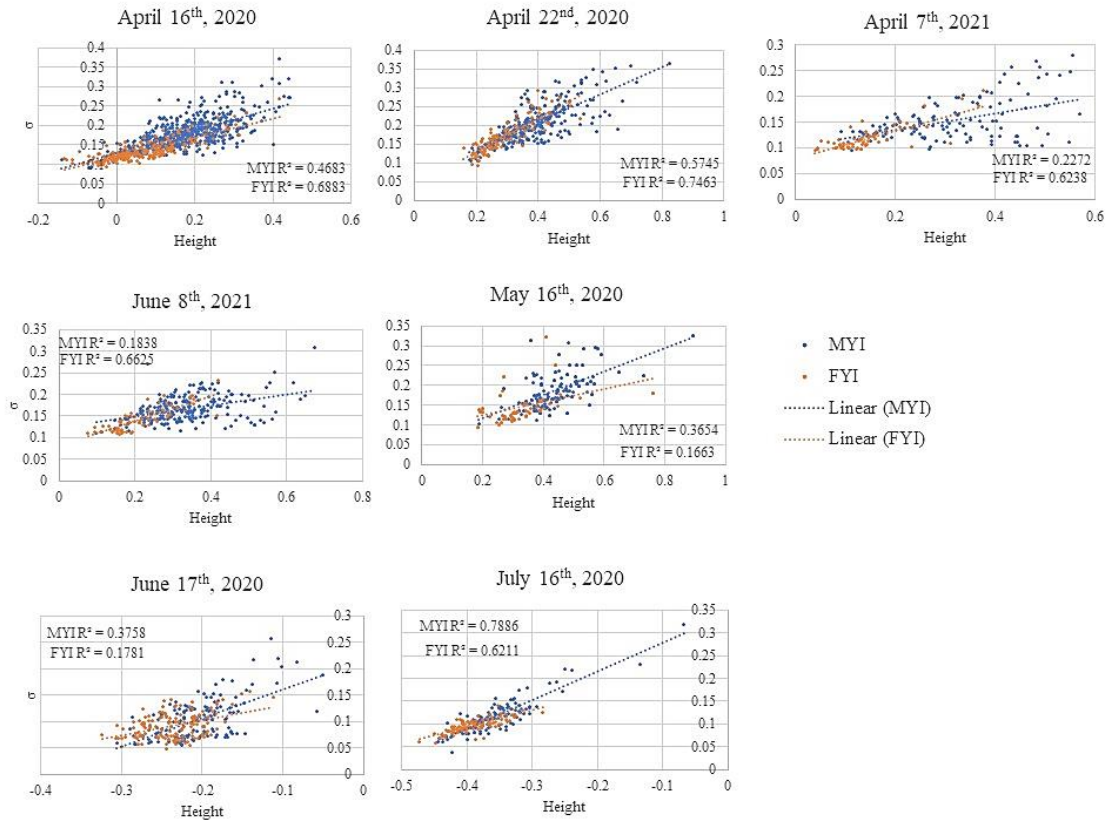 April 16th, 2020
0.4
0.35
0.3
0.25
0.2
0.15
0.1
0.05
0
σ
MYI R² = 0.4683
FYI R² = 0.6883
-0.2
0
0.2
0.4
0.6
Height
April 22nd, 2020
0.4
0.35
0.3
0.25
0.2
0.15
0.1
0.05
0
MYI R² = 0.5745
FYI R² = 0.7463
0
0.2
0.4
0.6
0.8
1
Height
April 7th, 2021
0.3
0.25
0.2
0.15
0.1
0.05
0
MYI R² = 0.2272
FYI R² = 0.6238
0
0.2
0.4
0.6
Height
June 8th, 2021
0.35
0.3
0.25
0.2
0.15
0.1
0.05
0
σ
MYI R² = 0.1838
FYI R² = 0.6625
0
0.2
0.4
0.6
0.8
Height
May 16th, 2020
0.35
0.3
0.25
0.2
0.15
0.1
0.05
0
MYI R² = 0.3654
FYI R² = 0.1663
0
0.2
0.4
0.6
0.8
1
Height
MYI
FYI
Linear (MYI)
Linear (FYI)
June 17th, 2020
MYI R² = 0.3758
FYI R² = 0.1781
σ
0.3
0.25
0.2
0.15
0.1
0.05
0
-0.4
-0.3
-0.2
-0.1
0
Height
July 16th, 2020
MYI R² = 0.7886
FYI R² = 0.6211
0.35
0.3
0.25
0.2
0.15
0.1
0.05
0
-0.5
-0.4
-0.3
-0.2
-0.1
0
Height